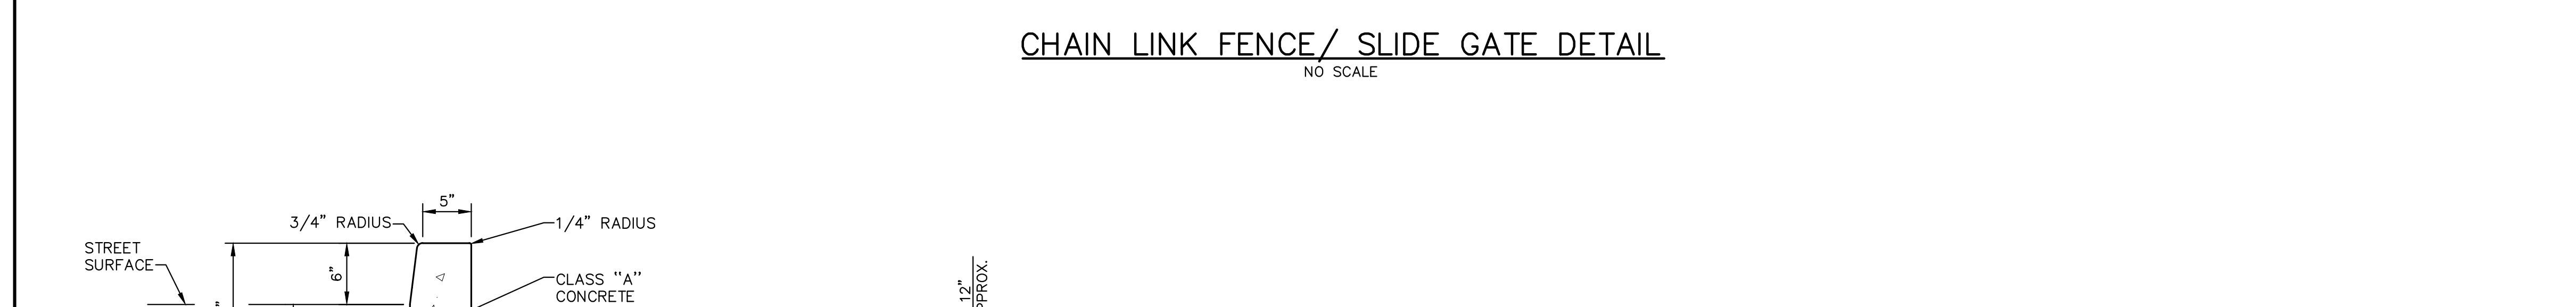 CHAIN LINK FENCE/ SLIDE GATE DETAIL
NO SCALE
5"
3/4" RADIUS
1/4" RADIUS
STREET
SURFACE
6"
CLASS "A"
CONCRETE
12"